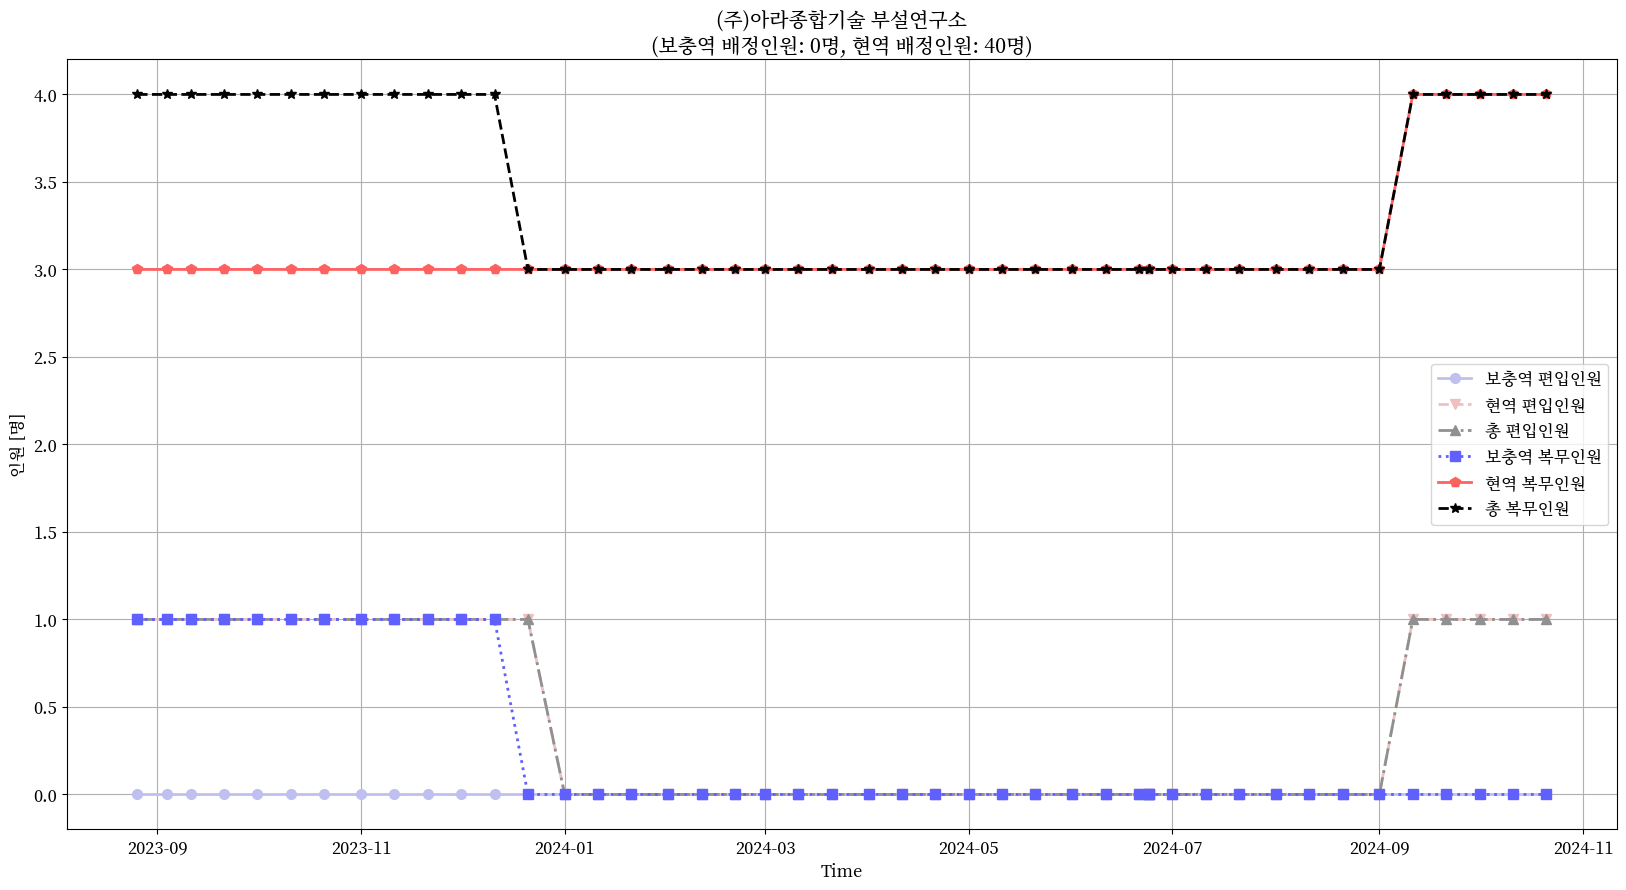 (주)아라종합기술 부설연구소
(보충역 배정인원: 0명, 현역 배정인원: 40명)
인원 [명]
4.0
3.5
3.0
2.5
2.0
1.5
1.0
0.5
0.0
보충역 편입인원
현역 편입인원
총 편입인원
보충역 복무인원
현역 복무인원
총 복무인원
2023-09
2023-11
2024-01
2024-03
2024-05
2024-07
2024-09
2024-11
Time